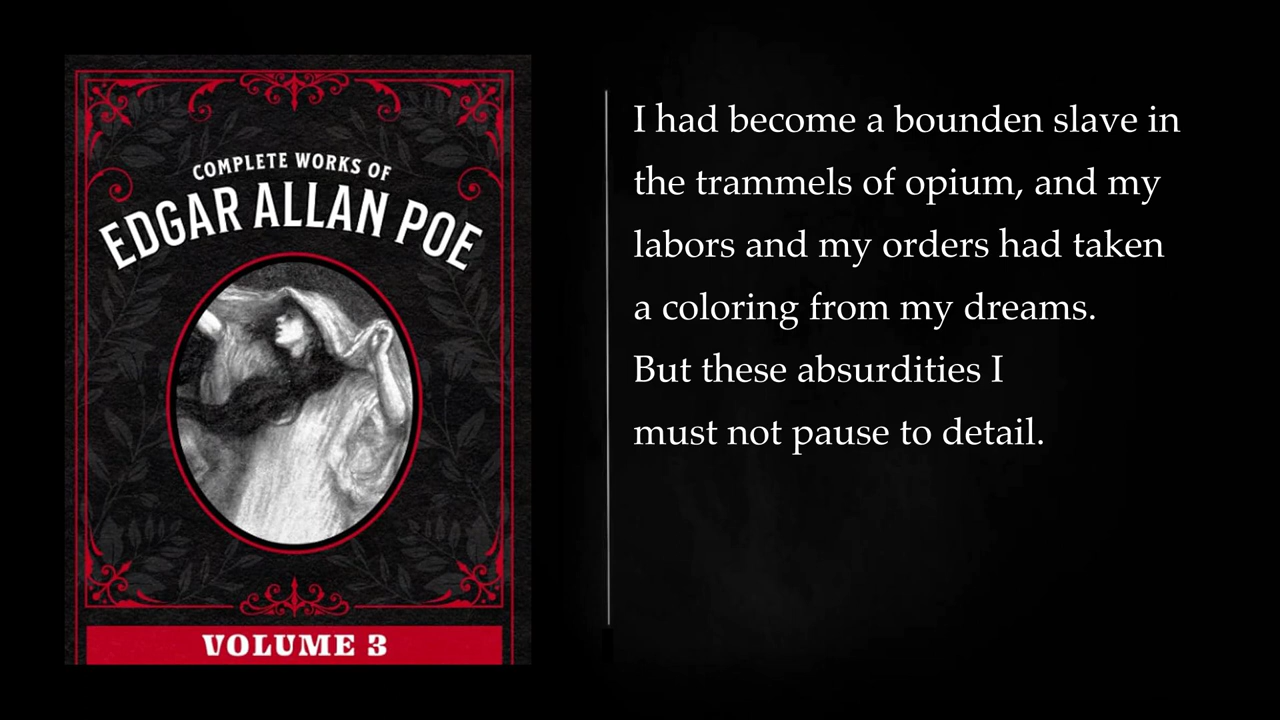 COMPLETE WORKS OF
EDGAR ALLAN POE
VOLUME 3
I had become a bounden slave in
the trammels of opium, and my
labors and my orders had taken
a coloring from my dreams.
But these absurdities I
must not pause to detail.